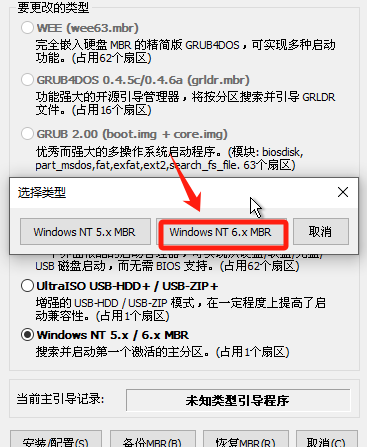 要更改的类型
WEE (wee63.mbr)
完全嵌入硬盘 MBR 的精简版 GRUB4DOS，可实现多种启动
功能。(占用62个扇区)
GRUB4DOS 0.4.5c/0.4.6a (grldr.mbr)
功能强大的开源引导管理器，将按分区搜索并引导 GRLDR
文件。(占用16个扇区)
GRUB 2.00 (boot.img + core.img)
优秀而强大的多操作系统启动程序。(模块: biosdisk,
part_msdos,fat,exfat,ext2,search_fs_file. 63个扇区)
选择类型
Windows NT 5.x MBR
Windows NT 6.x MBR
取消
USB 磁盘启动，而无需 BIOS 支持。(占用62个扇区)
UltraISO USB-HDD+ / USB-ZIP+
增强的 USB-HDD / USB-ZIP 模式，在一定程度上提高了启
动兼容性。(占用1个扇区)
Windows NT 5.x / 6.x MBR
搜索并启动第一个激活的主分区。(占用1个扇区)
当前主引导记录:
未知类型引导程序
安装/配置(S)
备份MBR(B)
恢复MBR(R)
取消(C)